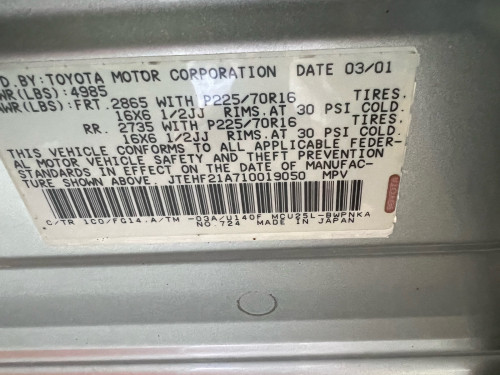 D.BY:TOYOTA MOTOR CORPORATION DATE 03/01
WR(LBS): 4985 TIRES.
AWR(LBS): FRT. 2865 WITH P225/70R16
16X6 1/2JJ RIMS.AT 30 PSI COLD.
RR. 2735 WITH P225/70R16 TIRES.
16X6 1/2JJ RIMS.AT 30 PSI COLD.
THIS VEHICLE CONFORMS TO ALL APPLICABLE FEDER-
AL MOTOR VEHICLE SAFETY AND THEFT PREVENTION
STANDARDS IN EFFECT ON THE DATE OF MANUFAC-
TURE SHOWN ABOVE. JTEHF21A710019050 MPV
C/TR 1C0/FG14.A/TM -03A/U140F MCU25L-BWPNKA
NO.724 MADE IN JAPAN
TOYOTA